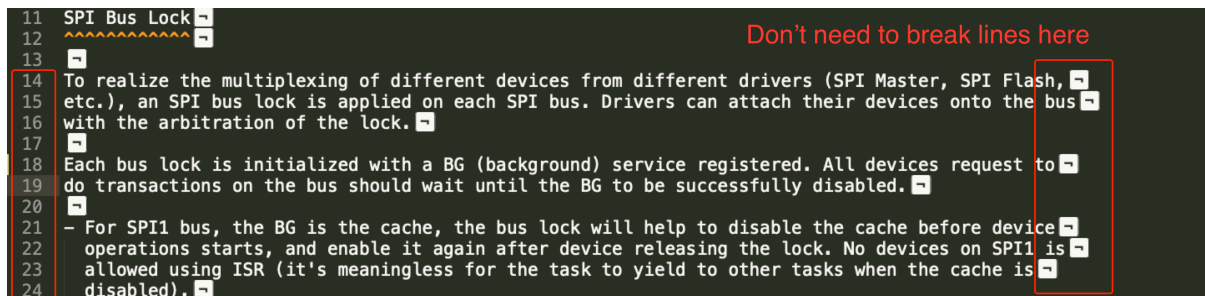 11 SPI Bus Lock¬
12 ^^^^^^^^^^^^¬
Don't need to break lines here
13 ¬
14 To realize the multiplexing of different devices from different drivers (SPI Master, SPI Flash,¬
15 etc.), an SPI bus lock is applied on each SPI bus. Drivers can attach their devices onto the bus¬
16 with the arbitration of the lock.¬
17 ¬
18 Each bus lock is initialized with a BG (background) service registered. All devices request to¬
19 do transactions on the bus should wait until the BG to be successfully disabled.¬
20 ¬
21 - For SPI1 bus, the BG is the cache, the bus lock will help to disable the cache before device¬
22 operations starts, and enable it again after device releasing the lock. No devices on SPI1 is¬
23 allowed using ISR (it's meaningless for the task to yield to other tasks when the cache is¬
24 disabled).¬